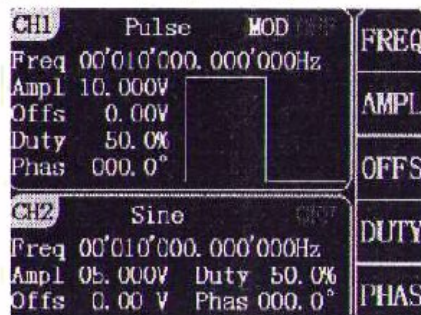 CH1 Pulse MOD OFF
Freq 00'010'000.000'000Hz
Ampl 10.000V
Offs 0.00V
Duty 50.0%
Phas 000.0°
CH2 Sine OFF
Freq 00'010'000.000'000Hz
Ampl 05.000V Duty 50.0%
Offs 0.00 V Phas 000.0°
FREQ
AMPL
OFFS
DUTY
PHAS